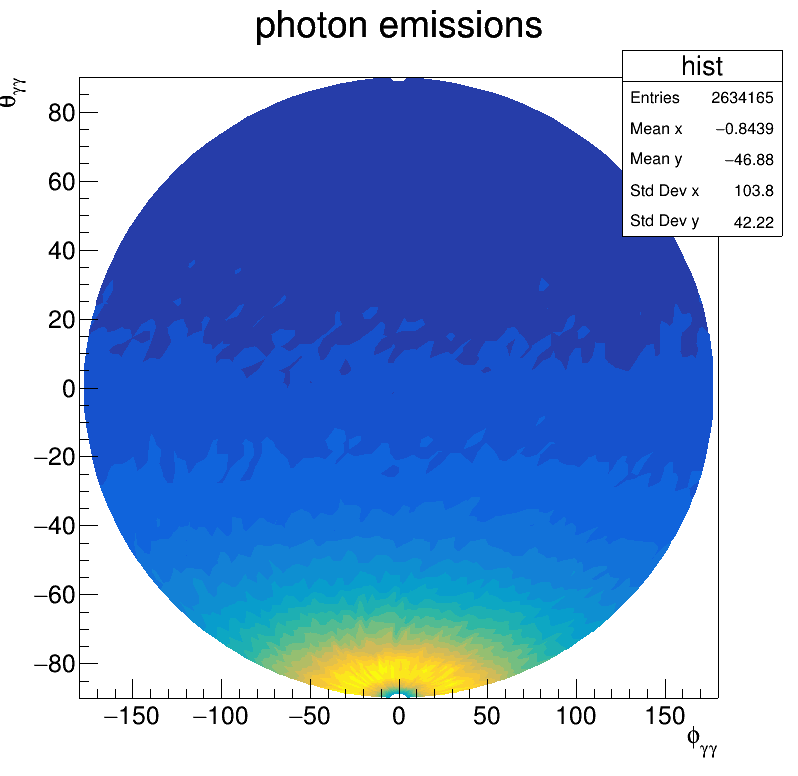 photon emissions
hist
Entries 2634165
Mean x −0.8439
Mean y −46.88
Std Dev x 103.8
Std Dev y 42.22
θγγ
80
60
40
20
0
−20
−40
−60
−80
−150 −100 −50 0 50 100 150
ϕγγ